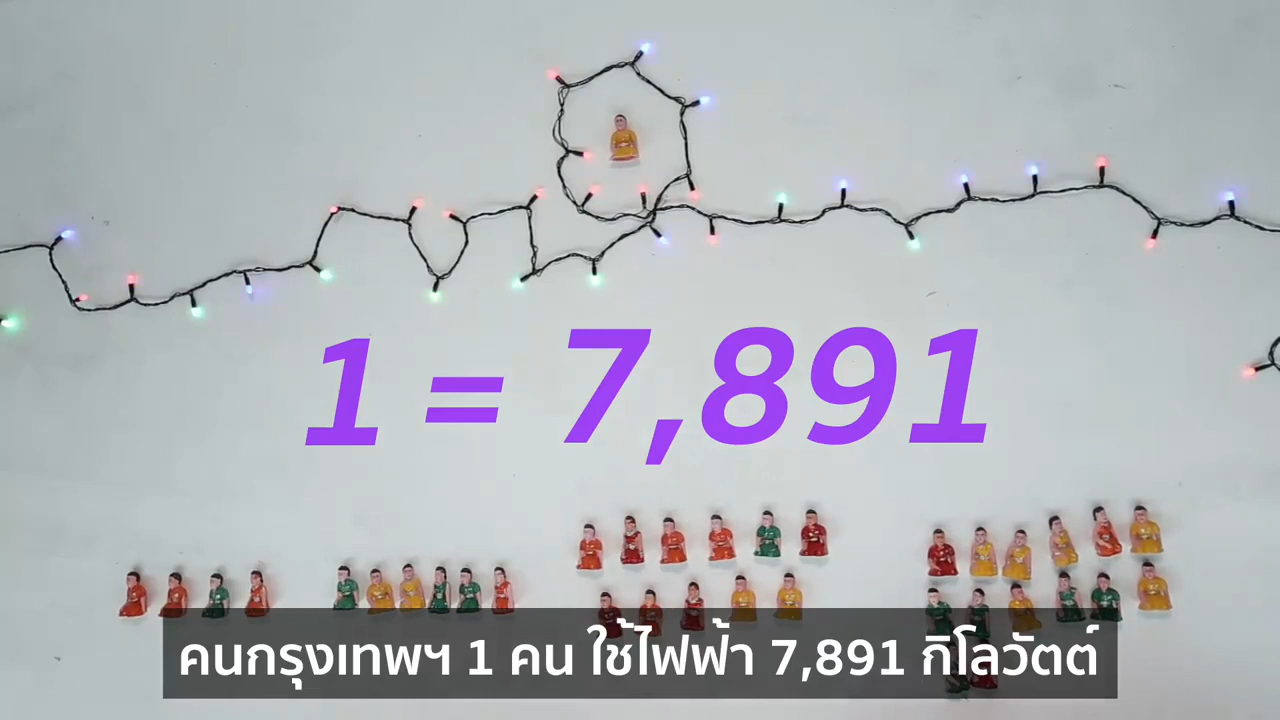 1 = 7,891
คนกรุงเทพฯ 1 คน ใช้ไฟฟ้า 7,891 กิโลวัตต์